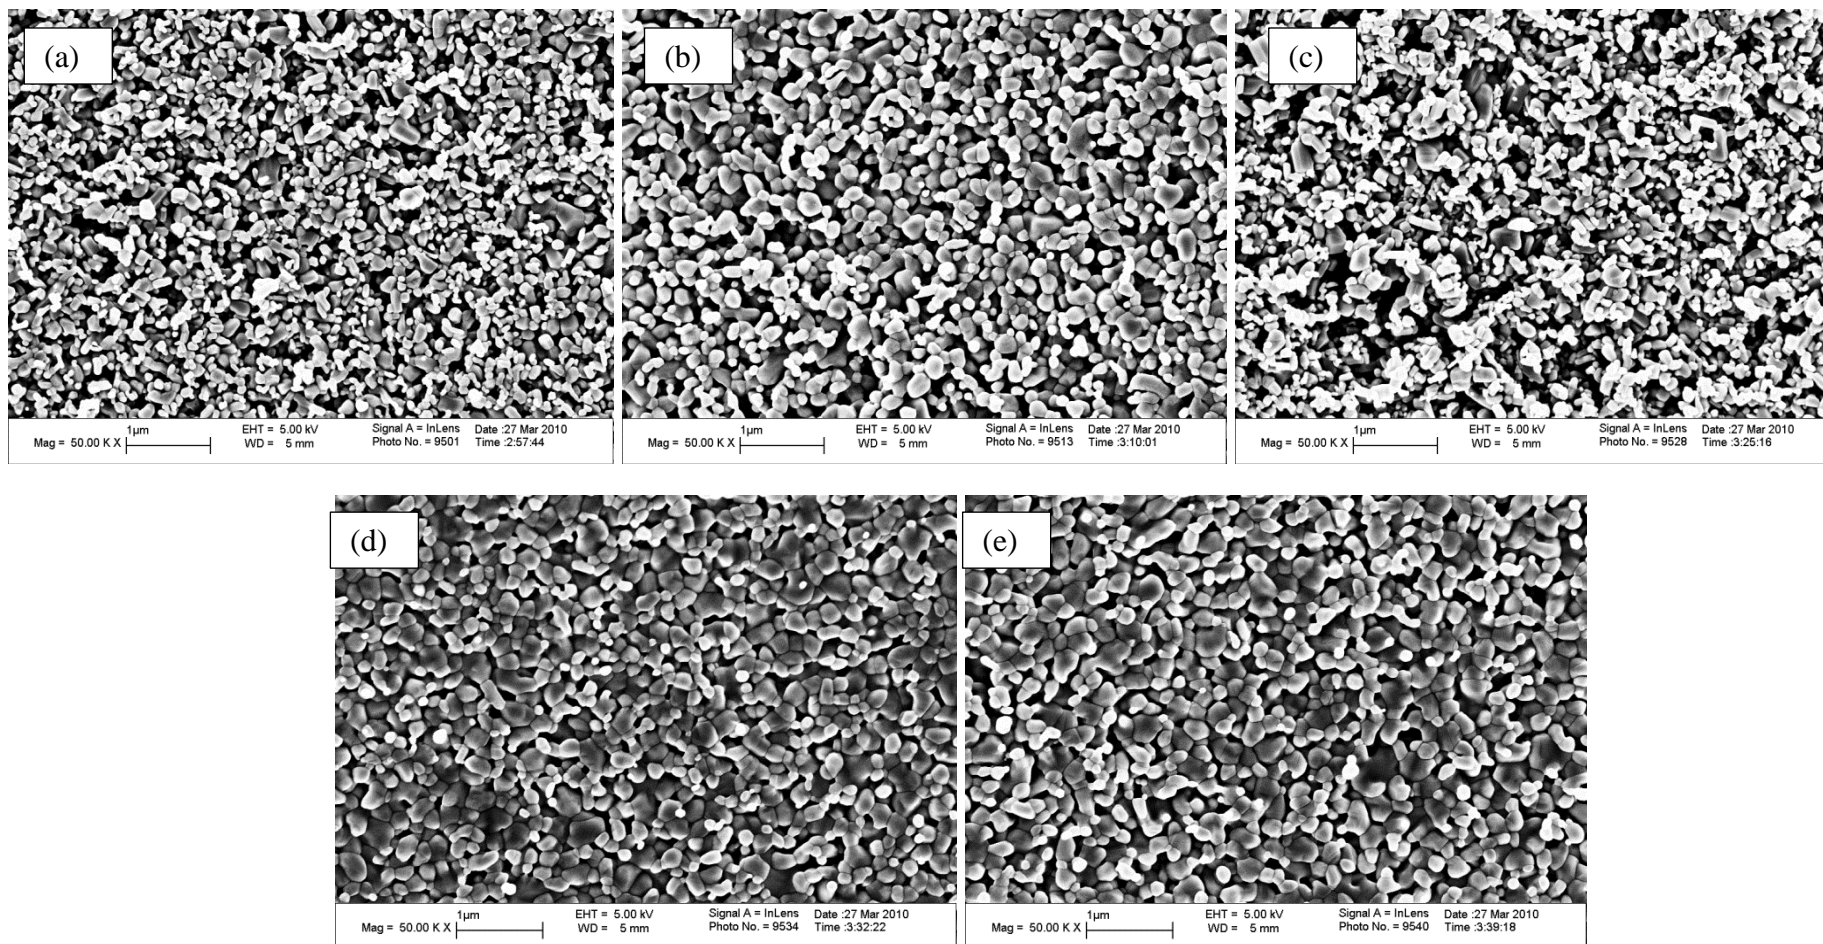 (a)
(b)
(c)
Mag = 50.00 K X 1µm EHT = 5.00 kV WD = 5 mm Signal A = InLens Photo No. = 9501 Date :27 Mar 2010 Time :2:57:44
Mag = 50.00 K X 1µm EHT = 5.00 kV WD = 5 mm Signal A = InLens Photo No. = 9513 Date :27 Mar 2010 Time :3:10:01
Mag = 50.00 K X 1µm EHT = 5.00 kV WD = 5 mm Signal A = InLens Photo No. = 9528 Date :27 Mar 2010 Time :3:25:16
(d)
(e)
Mag = 50.00 K X 1µm EHT = 5.00 kV WD = 5 mm Signal A = InLens Photo No. = 9534 Date :27 Mar 2010 Time :3:32:22
Mag = 50.00 K X 1µm EHT = 5.00 kV WD = 5 mm Signal A = InLens Photo No. = 9540 Date :27 Mar 2010 Time :3:39:18